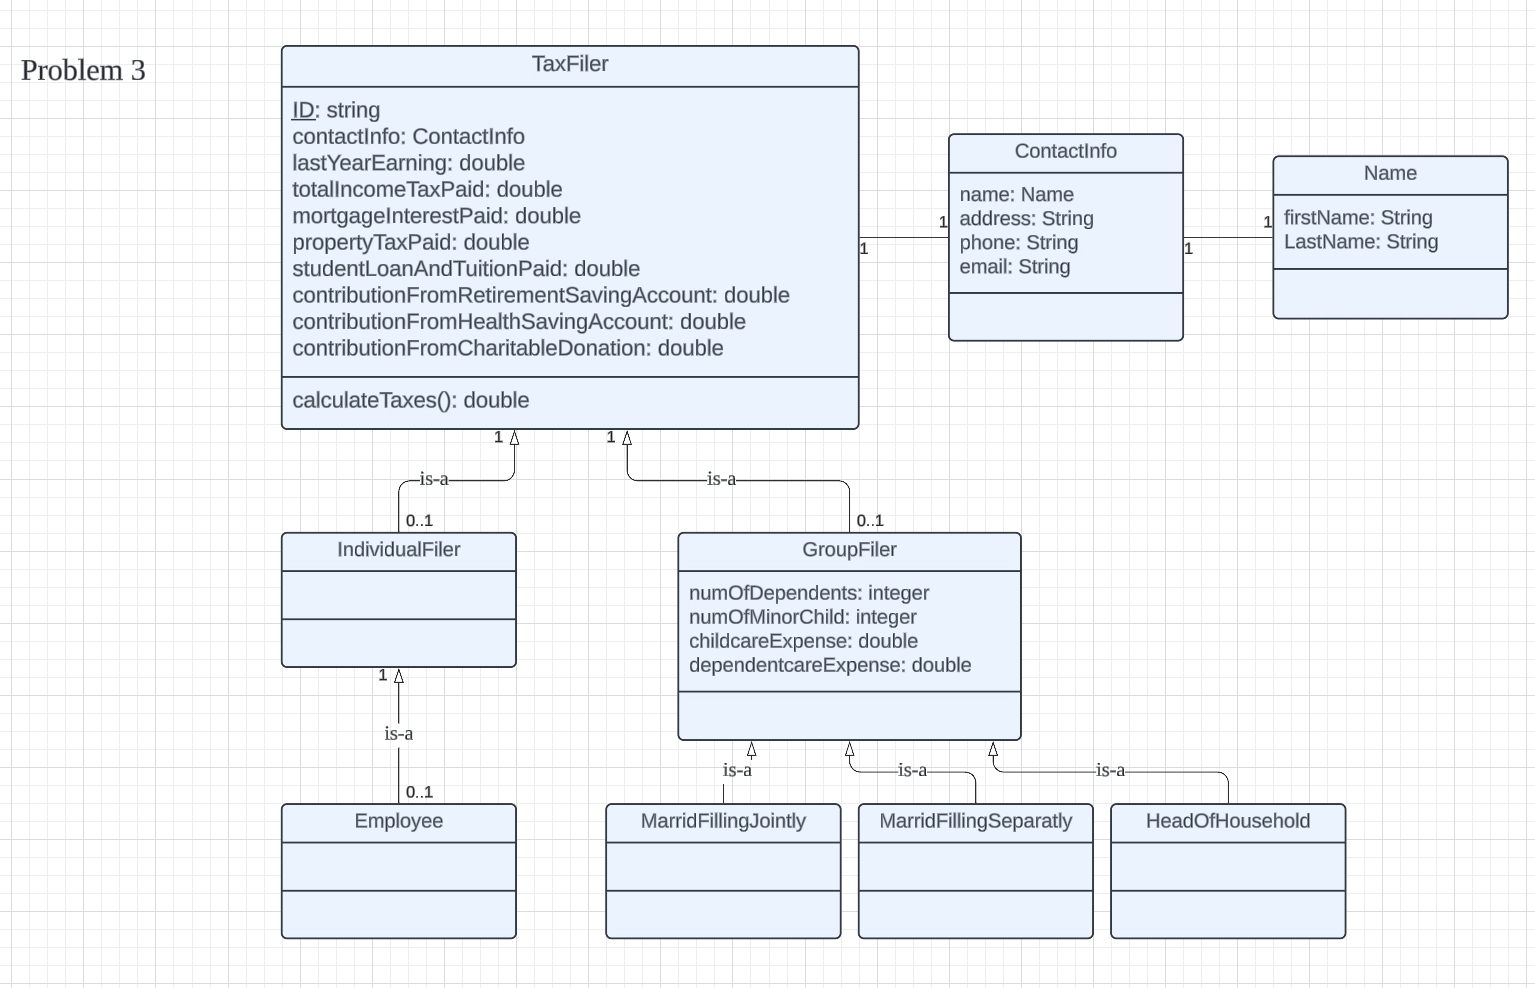 Problem 3
TaxFiler
ID: string
contactInfo: ContactInfo
lastYearEarning: double
totalIncomeTaxPaid: double
mortgageInterestPaid: double
propertyTaxPaid: double
studentLoanAndTuitionPaid: double
contributionFromRetirementSavingAccount: double
contributionFromHealthSavingAccount: double
contributionFromCharitableDonation: double
calculateTaxes(): double
1
1
ContactInfo
name: Name
address: String
phone: String
email: String
1
1
Name
firstName: String
LastName: String
1
1
is-a
is-a
0..1
0..1
IndividualFiler
GroupFiler
numOfDependents: integer
numOfMinorChild: integer
childcareExpense: double
dependentcareExpense: double
1
is-a
0..1
is-a
is-a
is-a
Employee
MarridFillingJointly
MarridFillingSeparatly
HeadOfHousehold